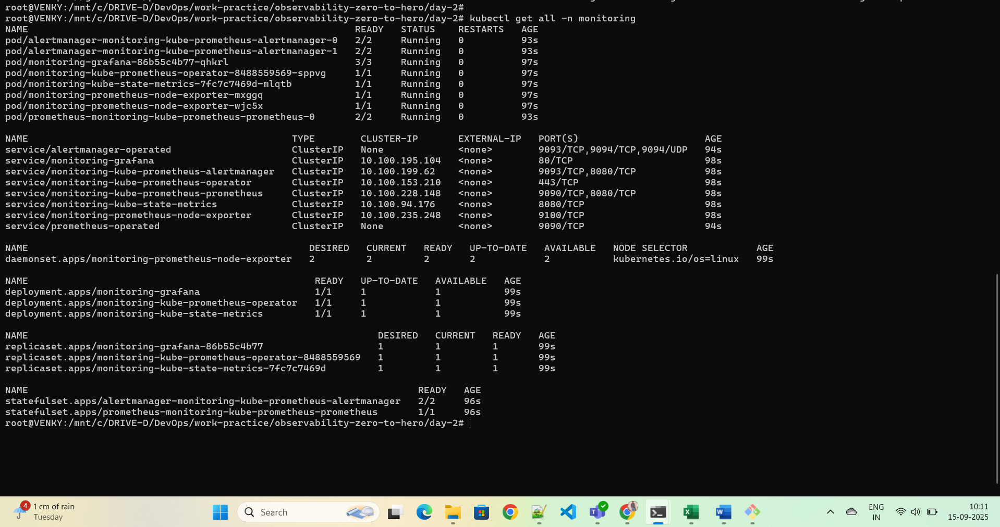 root@VENKY:/mnt/c/DRIVE-D/DevOps/work-practice/observability-zero-to-hero/day-2#
root@VENKY:/mnt/c/DRIVE-D/DevOps/work-practice/observability-zero-to-hero/day-2# kubectl get all -n monitoring
NAME READY STATUS RESTARTS AGE
pod/alertmanager-monitoring-kube-prometheus-alertmanager-0 2/2 Running 0 93s
pod/alertmanager-monitoring-kube-prometheus-alertmanager-1 2/2 Running 0 93s
pod/monitoring-grafana-86b55c4b77-qhkrl 3/3 Running 0 97s
pod/monitoring-kube-prometheus-operator-8488559569-sppvg 1/1 Running 0 97s
pod/monitoring-kube-state-metrics-7fc7c7469d-mlqtb 1/1 Running 0 97s
pod/monitoring-prometheus-node-exporter-mxggq 1/1 Running 0 97s
pod/monitoring-prometheus-node-exporter-wjc5x 1/1 Running 0 97s
pod/prometheus-monitoring-kube-prometheus-prometheus-0 2/2 Running 0 93s
NAME TYPE CLUSTER-IP EXTERNAL-IP PORT(S) AGE
service/alertmanager-operated ClusterIP None <none> 9093/TCP,9094/TCP,9094/UDP 94s
service/monitoring-grafana ClusterIP 10.100.195.104 <none> 80/TCP 98s
service/monitoring-kube-prometheus-alertmanager ClusterIP 10.100.199.62 <none> 9093/TCP,8080/TCP 98s
service/monitoring-kube-prometheus-operator ClusterIP 10.100.153.210 <none> 443/TCP 98s
service/monitoring-kube-prometheus-prometheus ClusterIP 10.100.228.148 <none> 9090/TCP,8080/TCP 98s
service/monitoring-kube-state-metrics ClusterIP 10.100.94.176 <none> 8080/TCP 98s
service/monitoring-prometheus-node-exporter ClusterIP 10.100.235.248 <none> 9100/TCP 98s
service/prometheus-operated ClusterIP None <none> 9090/TCP 94s
NAME DESIRED CURRENT READY UP-TO-DATE AVAILABLE NODE SELECTOR AGE
daemonset.apps/monitoring-prometheus-node-exporter 2 2 2 2 2 kubernetes.io/os=linux 99s
NAME READY UP-TO-DATE AVAILABLE AGE
deployment.apps/monitoring-grafana 1/1 1 1 99s
deployment.apps/monitoring-kube-prometheus-operator 1/1 1 1 99s
deployment.apps/monitoring-kube-state-metrics 1/1 1 1 99s
NAME DESIRED CURRENT READY AGE
replicaset.apps/monitoring-grafana-86b55c4b77 1 1 1 99s
replicaset.apps/monitoring-kube-prometheus-operator-8488559569 1 1 1 99s
replicaset.apps/monitoring-kube-state-metrics-7fc7c7469d 1 1 1 99s
NAME READY AGE
statefulset.apps/alertmanager-monitoring-kube-prometheus-alertmanager 2/2 96s
statefulset.apps/prometheus-monitoring-kube-prometheus-prometheus 1/1 96s
root@VENKY:/mnt/c/DRIVE-D/DevOps/work-practice/observability-zero-to-hero/day-2#
4
1 cm of rain
Tuesday
Search
ENG
IN
10:11
15-09-2025